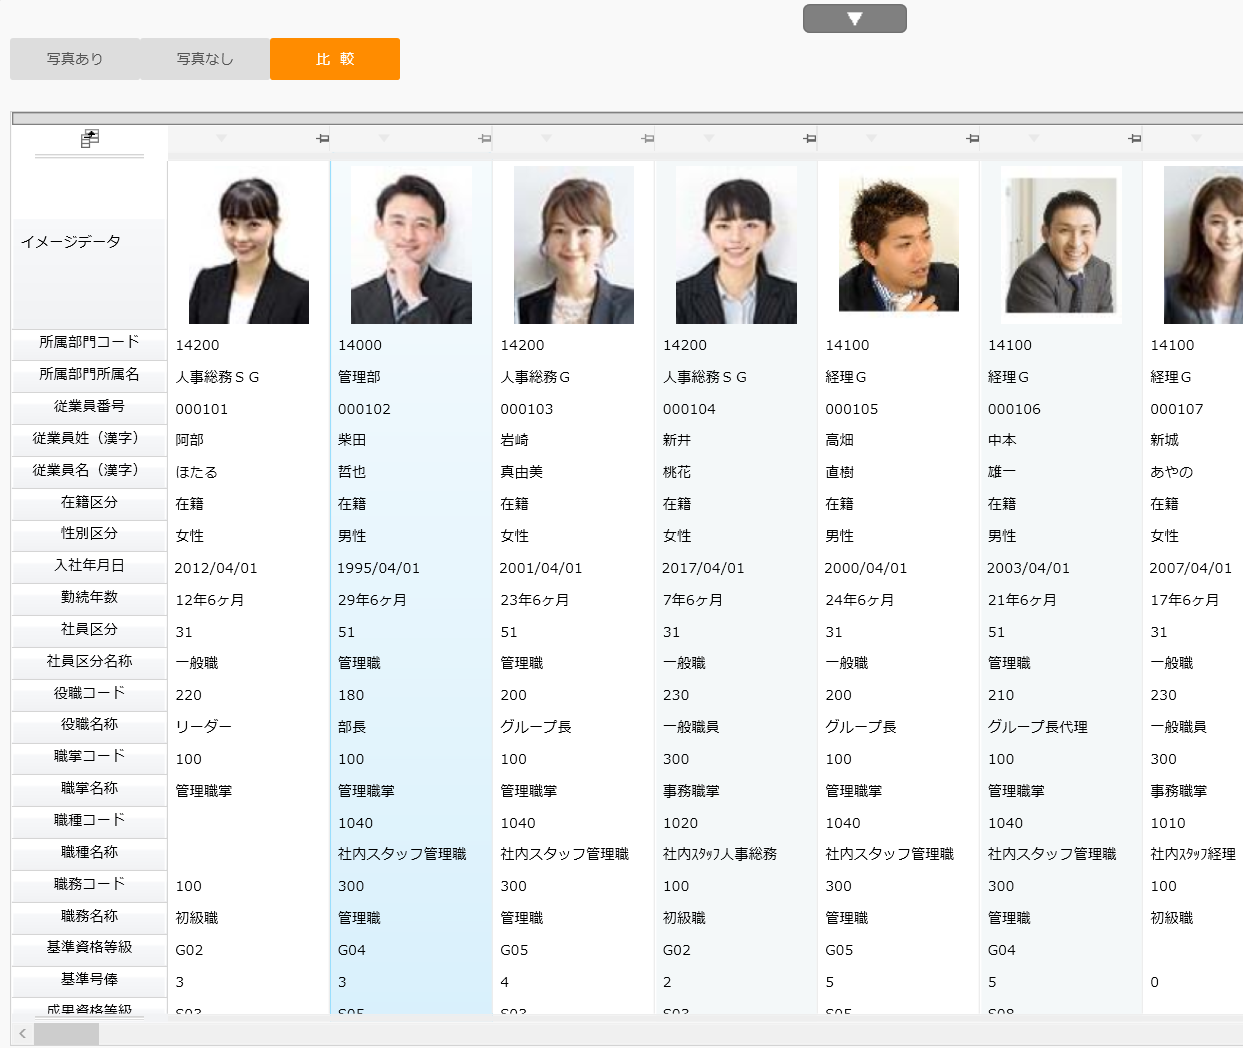 ▼
写真あり 写真なし 比 較
イメージデータ
所属部門コード 14200 14000 14200 14200 14100 14100 14100
所属部門所属名 人事総務ＳＧ 管理部 人事総務Ｇ 人事総務ＳＧ 経理Ｇ 経理Ｇ 経理Ｇ
従業員番号 000101 000102 000103 000104 000105 000106 000107
従業員姓（漢字） 阿部 柴田 岩崎 新井 高畑 中本 新城
従業員名（漢字） ほたる 哲也 真由美 桃花 直樹 雄一 あやの
在籍区分 在籍 在籍 在籍 在籍 在籍 在籍 在籍
性別区分 女性 男性 女性 女性 男性 男性 女性
入社年月日 2012/04/01 1995/04/01 2001/04/01 2017/04/01 2000/04/01 2003/04/01 2007/04/01
勤続年数 12年6ヶ月 29年6ヶ月 23年6ヶ月 7年6ヶ月 24年6ヶ月 21年6ヶ月 17年6ヶ月
社員区分 31 51 51 31 31 51 31
社員区分名称 一般職 管理職 管理職 一般職 一般職 管理職 一般職
役職コード 220 180 200 230 200 210 230
役職名称 リーダー 部長 グループ長 一般職員 グループ長 グループ長代理 一般職員
職掌コード 100 100 100 300 100 100 300
職掌名称 管理職掌 管理職掌 管理職掌 事務職掌 管理職掌 管理職掌 事務職掌
職種コード 1040 1040 1020 1040 1040 1010
職種名称 社内スタッフ管理職 社内スタッフ管理職 社内ｽﾀｯﾌ人事総務 社内スタッフ管理職 社内スタッフ管理職 社内ｽﾀｯﾌ経理
職務コード 100 300 300 100 300 300 100
職務名称 初級職 管理職 管理職 初級職 管理職 管理職 初級職
基準資格等級 G02 G04 G05 G02 G05 G04
基準号俸 3 3 4 2 5 5 0
成果資格等級 S03 S05 S03 S03 S05 S08